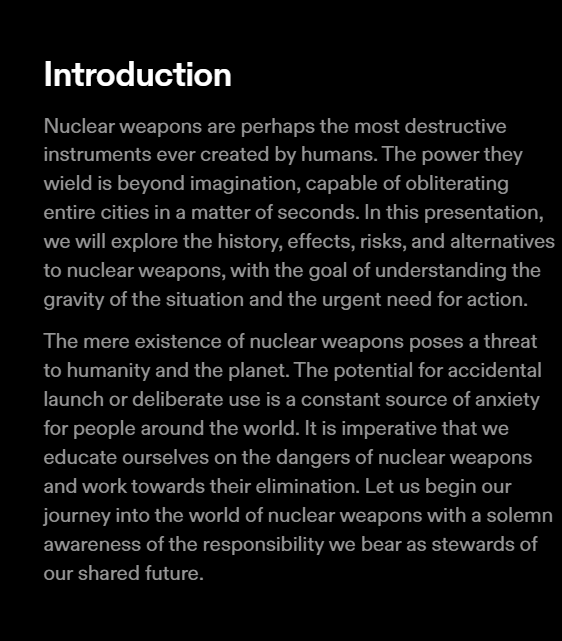 Introduction
Nuclear weapons are perhaps the most destructive
instruments ever created by humans. The power they
wield is beyond imagination, capable of obliterating
entire cities in a matter of seconds. In this presentation,
we will explore the history, effects, risks, and alternatives
to nuclear weapons, with the goal of understanding the
gravity of the situation and the urgent need for action.
The mere existence of nuclear weapons poses a threat
to humanity and the planet. The potential for accidental
launch or deliberate use is a constant source of anxiety
for people around the world. It is imperative that we
educate ourselves on the dangers of nuclear weapons
and work towards their elimination. Let us begin our
journey into the world of nuclear weapons with a solemn
awareness of the responsibility we bear as stewards of
our shared future.